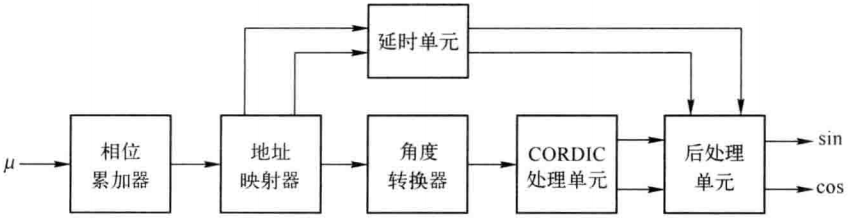 延时单元
μ
相位
累加器
地址
映射器
角度
转换器
CORDIC
处理单元
后处理
单元
sin
cos